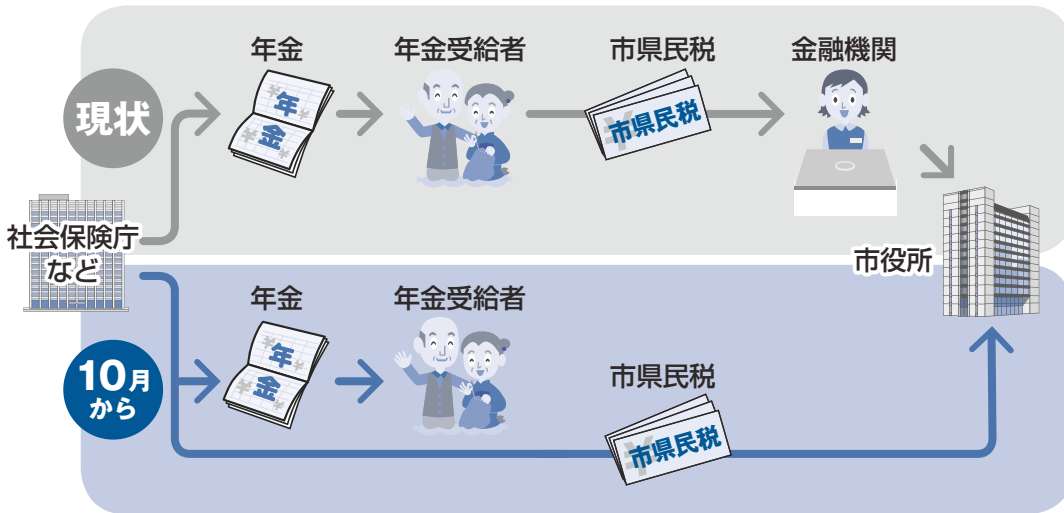 年金
年金受給者
市県民税
金融機関
現状
年
金
市県民税
社会保険庁
など
市役所
年金
年金受給者
市県民税
10月
から
年
金
市県民税